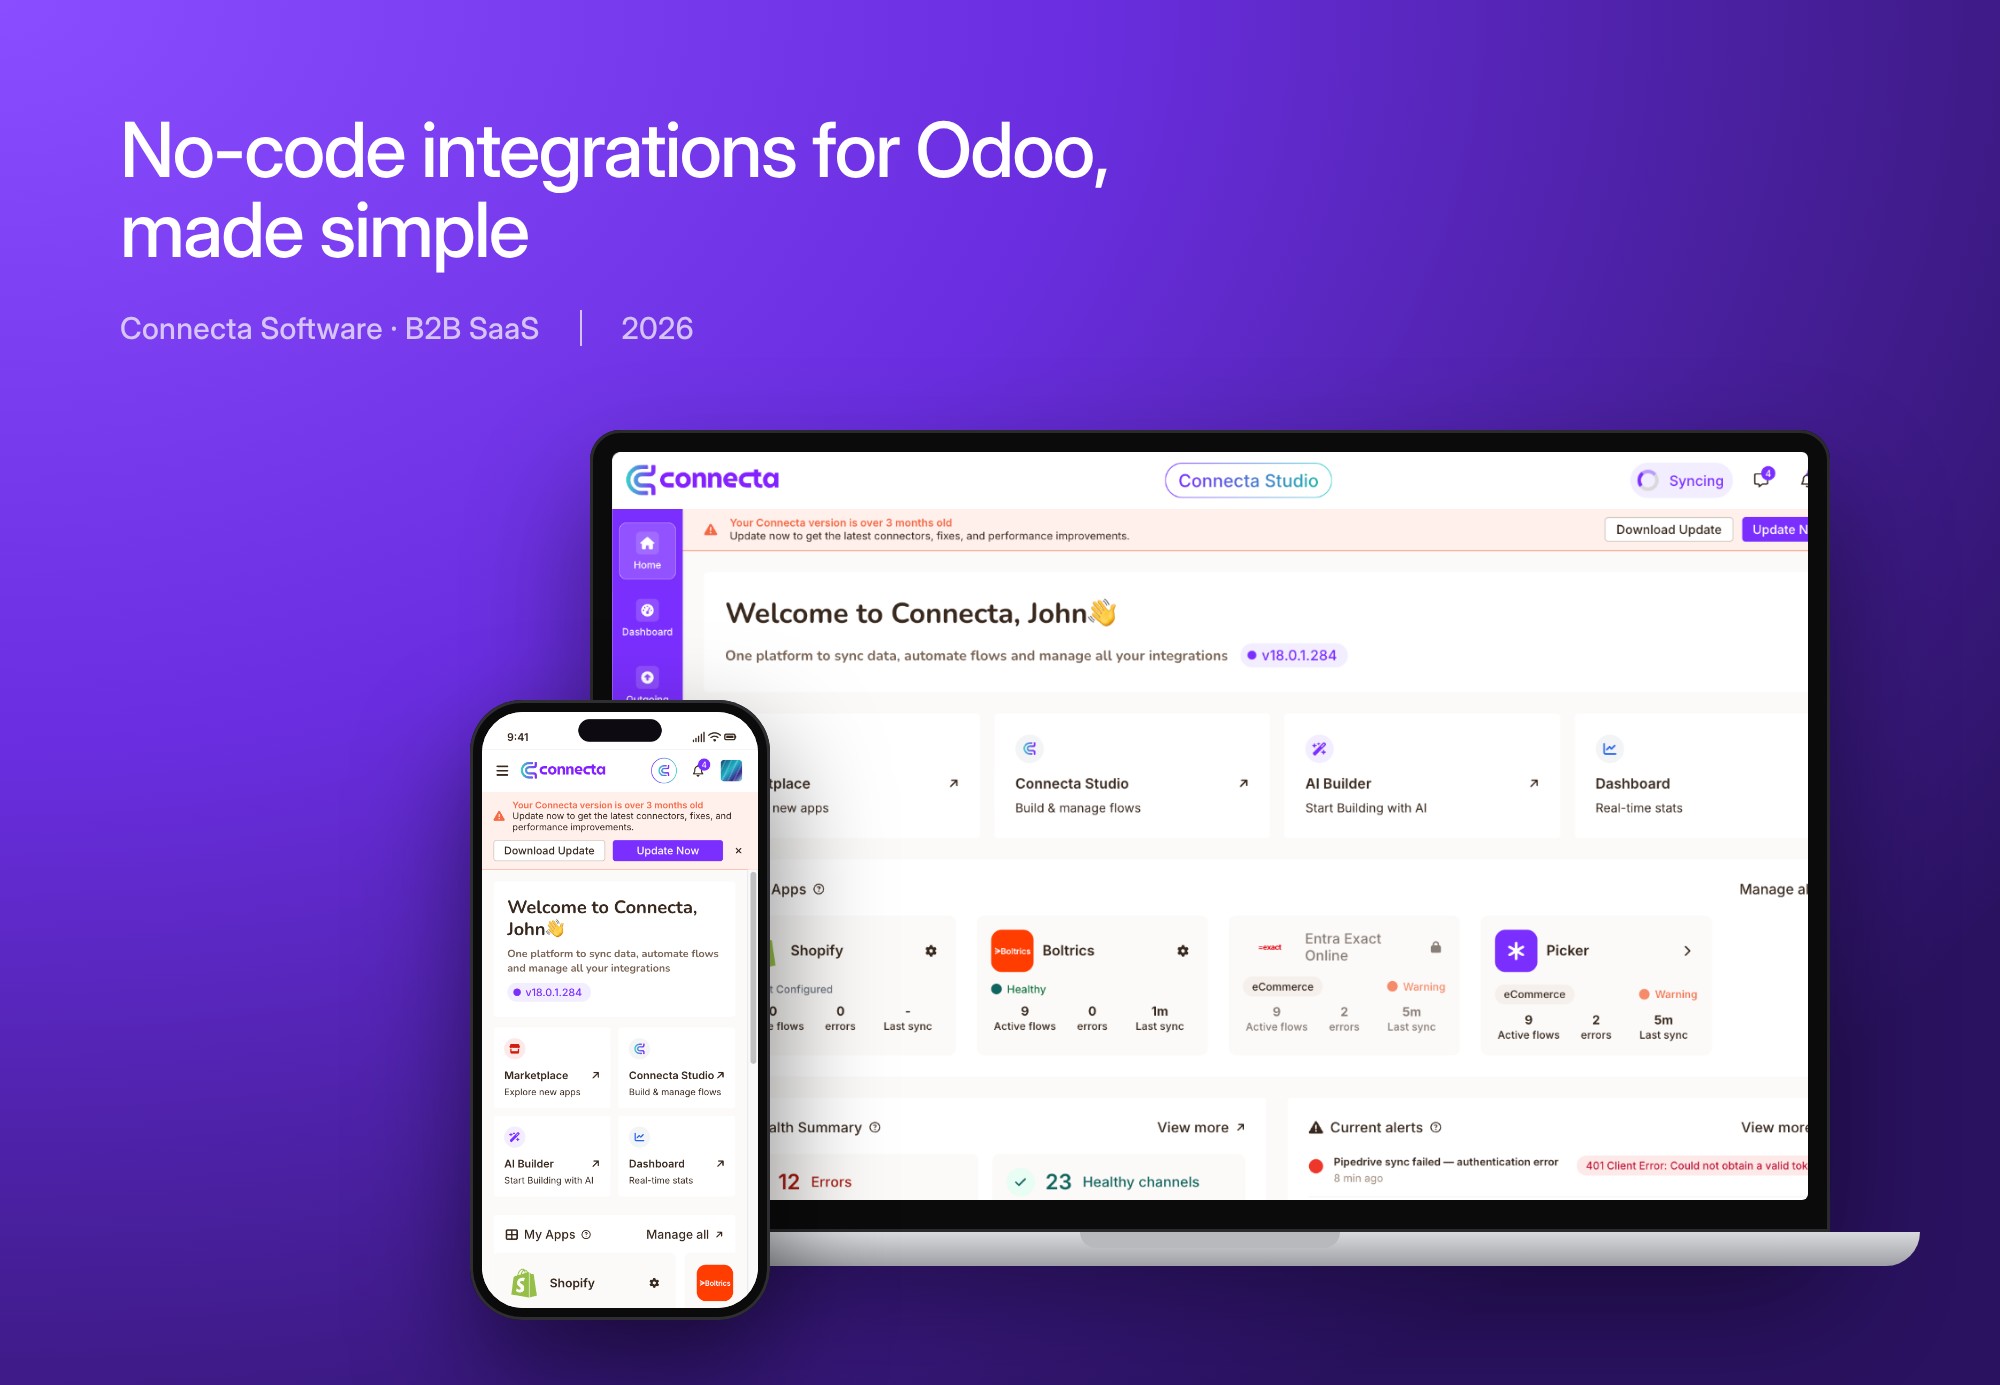 No-code integrations for Odoo,
made simple
Connecta Software · B2B SaaS | 2026
connecta
Connecta Studio
Syncing
4
Your Connecta version is over 3 months old
Update now to get the latest connectors, fixes, and performance improvements.
Download Update
Update N
Home
Dashboard
Outgoing
Welcome to Connecta, John👋
One platform to sync data, automate flows and manage all your integrations
v18.0.1.284
tplace
new apps
Connecta Studio
Build & manage flows
AI Builder
Start Building with AI
Dashboard
Real-time stats
Apps
Manage al
Shopify
t Configured
0 0 -
e flows errors Last sync
Boltrics
Boltrics
Healthy
9 0 1m
Active flows errors Last sync
=exact
Entra Exact
Online
eCommerce
Warning
9 2 5m
Active flows errors Last sync
Picker
eCommerce
Warning
9 2 5m
Active flows errors Last sync
alth Summary
View more
12 Errors
23 Healthy channels
Current alerts
View more
Pipedrive sync failed — authentication error
8 min ago
401 Client Error: Could not obtain a valid tok
9:41
connecta
4
Your Connecta version is over 3 months old
Update now to get the latest connectors, fixes, and
performance improvements.
Download Update
Update Now
×
Welcome to Connecta,
John👋
One platform to sync data, automate flows
and manage all your integrations
v18.0.1.284
Marketplace
Explore new apps
Connecta Studio
Build & manage flows
AI Builder
Start Building with AI
Dashboard
Real-time stats
My Apps
Manage all
Shopify
Boltrics